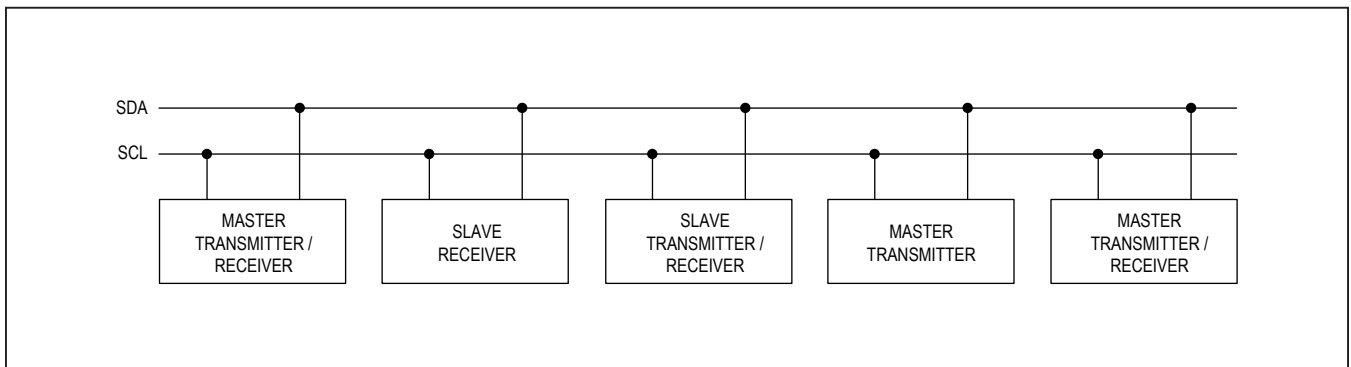 SDA
SCL
MASTER
TRANSMITTER /
RECEIVER
SLAVE
RECEIVER
SLAVE
TRANSMITTER /
RECEIVER
MASTER
TRANSMITTER
MASTER
TRANSMITTER /
RECEIVER